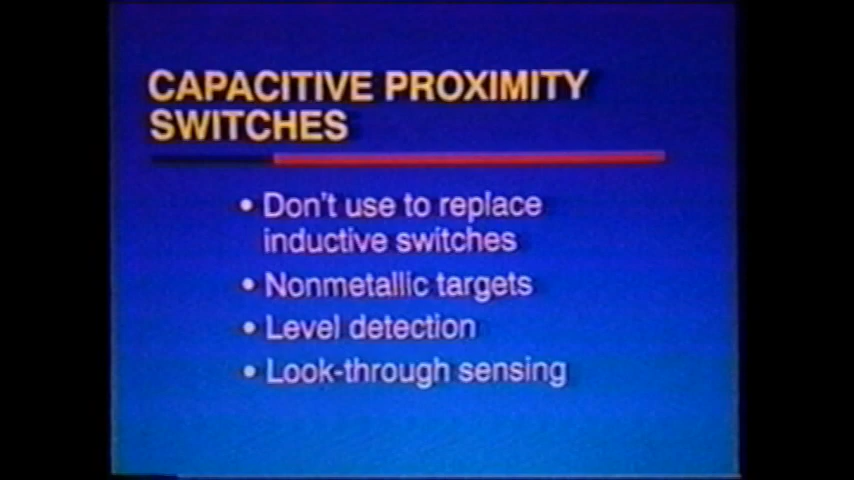 CAPACITIVE PROXIMITY
SWITCHES
• Don't use to replace
inductive switches
• Nonmetallic targets
• Level detection
• Look-through sensing